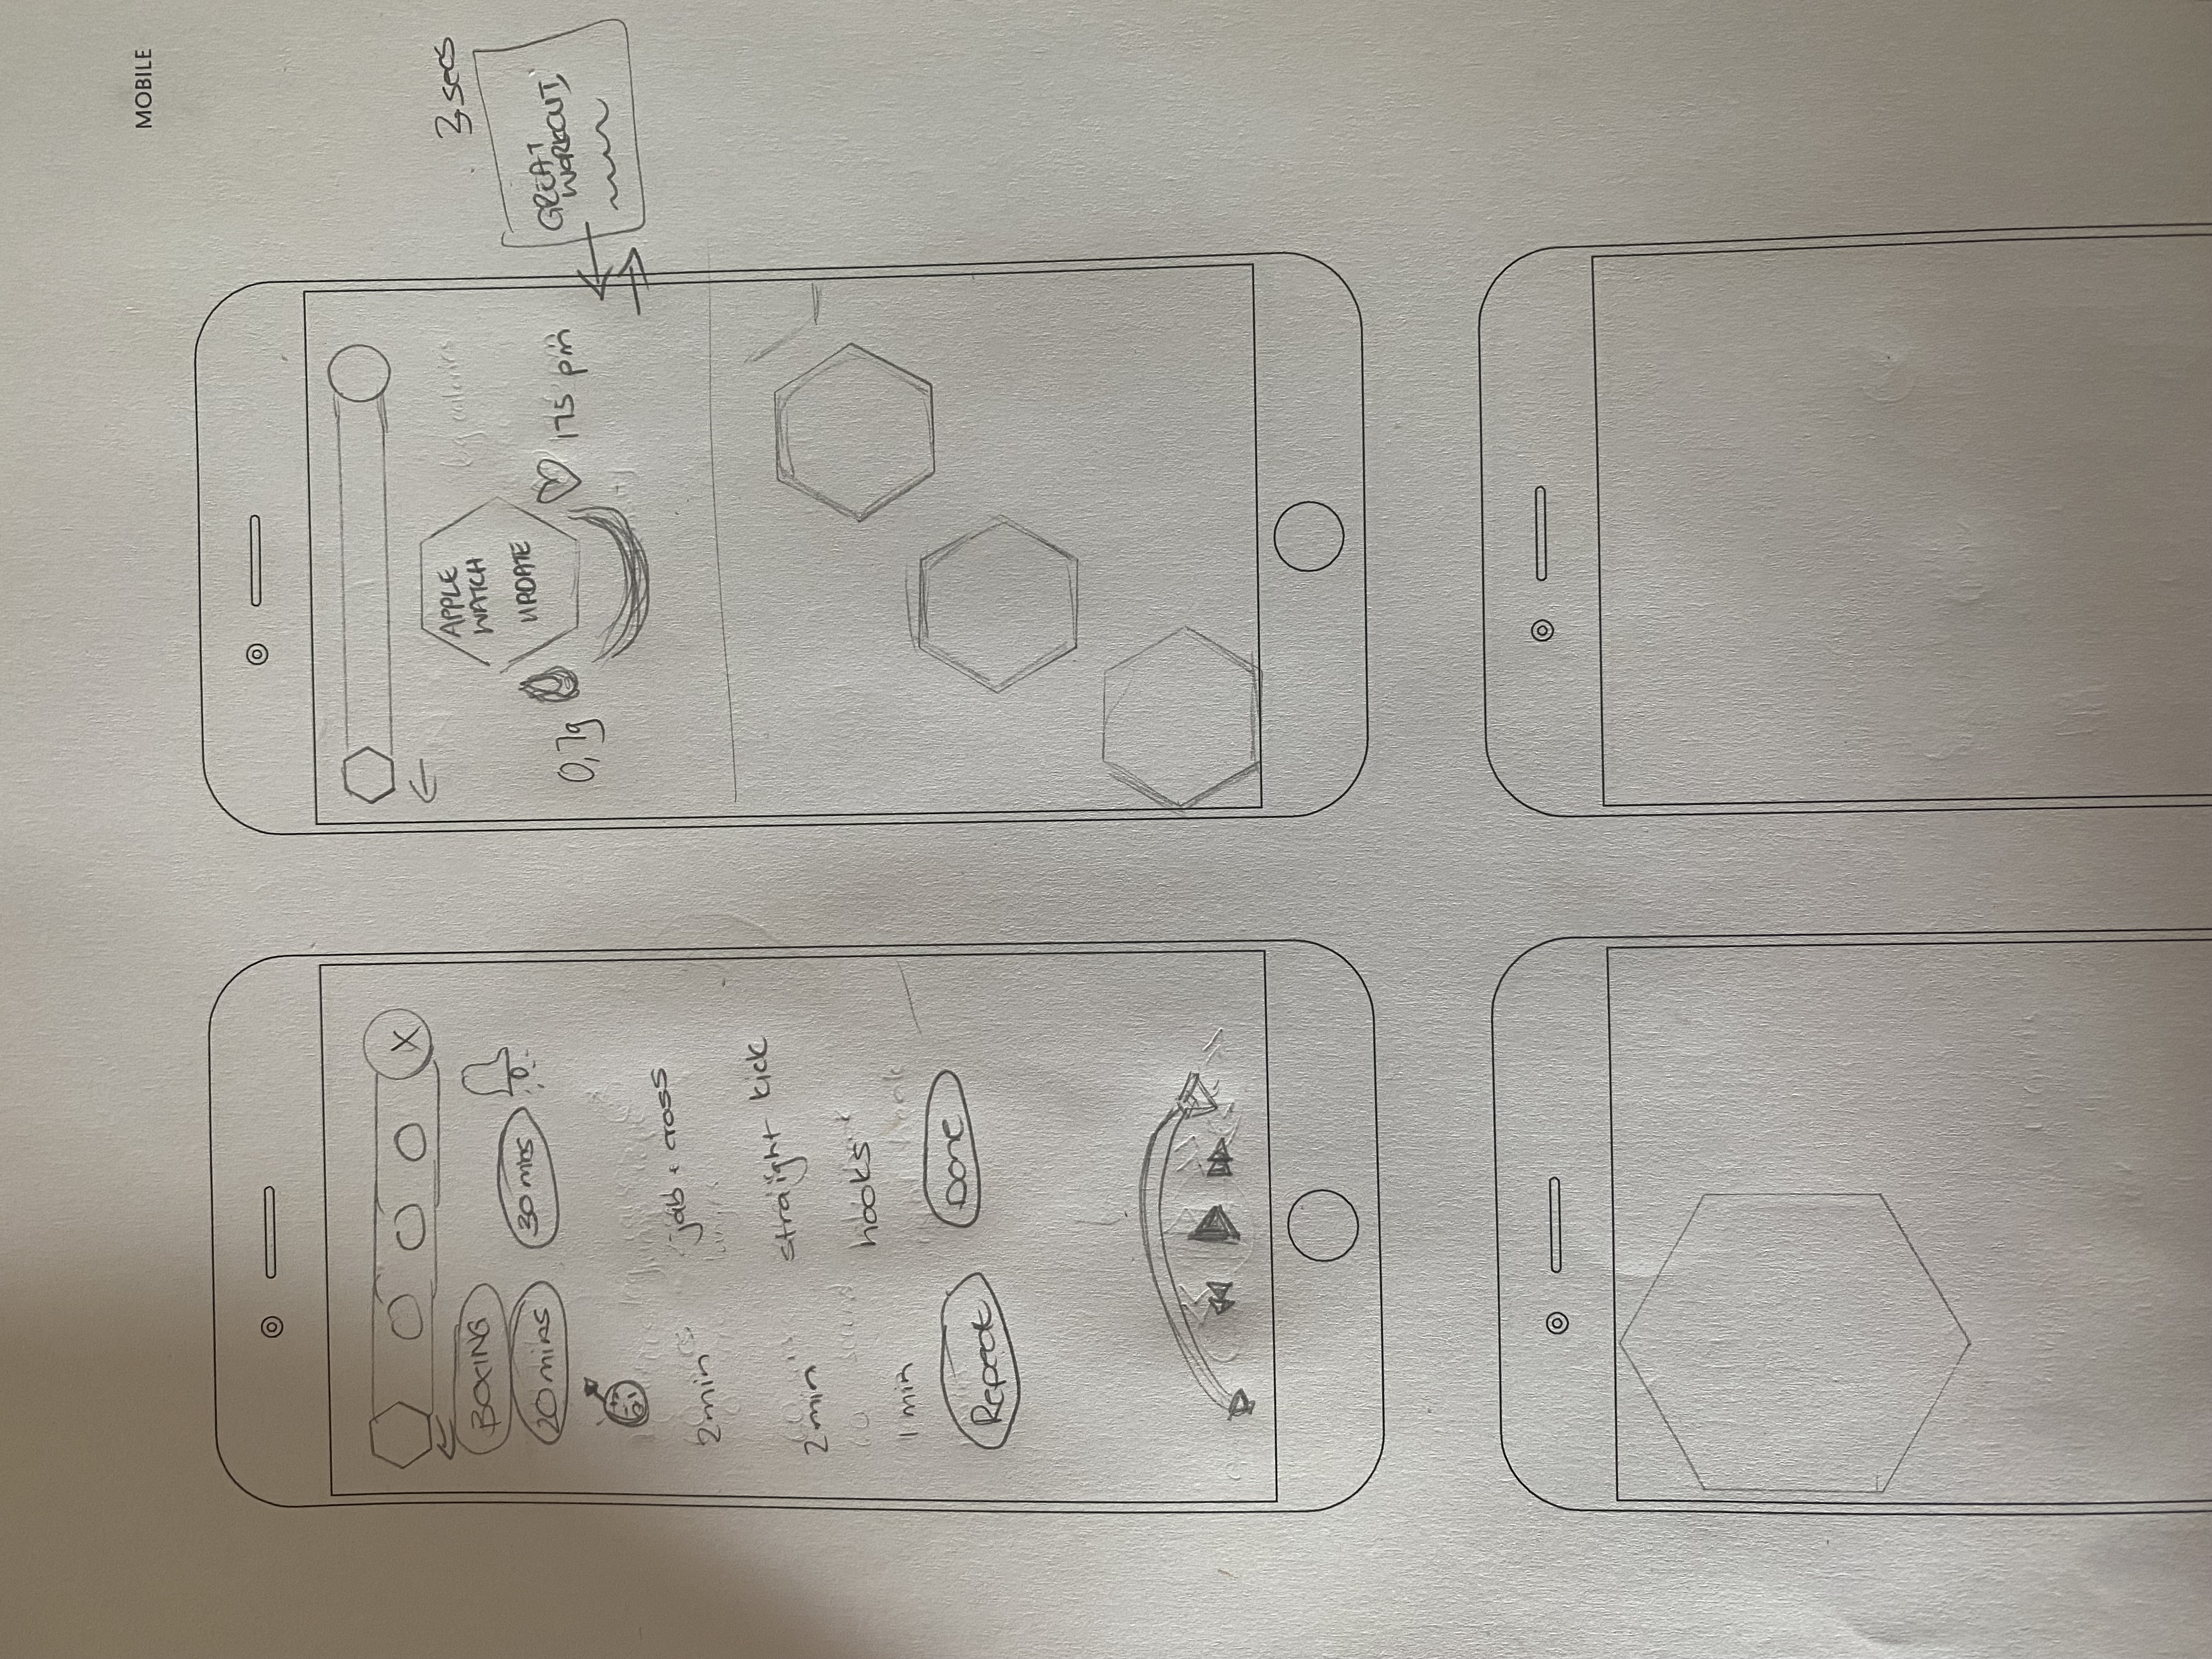 MOBILE
X
BOXING
20 mins
30 mns
2 min
jab + cross
2 min
straight kick
hooks
1 min
Repeat
Done
APPLE
WATCH
UPDATE
0,7g
175 pm
3 secs
GREAT
WORKOUT,